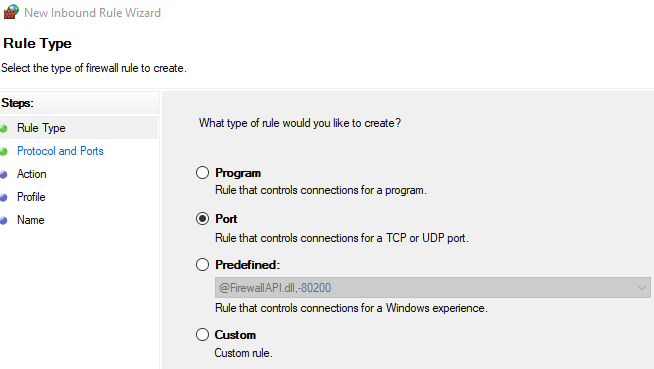 New Inbound Rule Wizard
Rule Type
Select the type of firewall rule to create.
Steps:
Rule Type
Protocol and Ports
Action
Profile
Name
What type of rule would you like to create?
Program
Rule that controls connections for a program.
Port
Rule that controls connections for a TCP or UDP port.
Predefined:
@FirewallAPI.dll,-80200
Rule that controls connections for a Windows experience.
Custom
Custom rule.